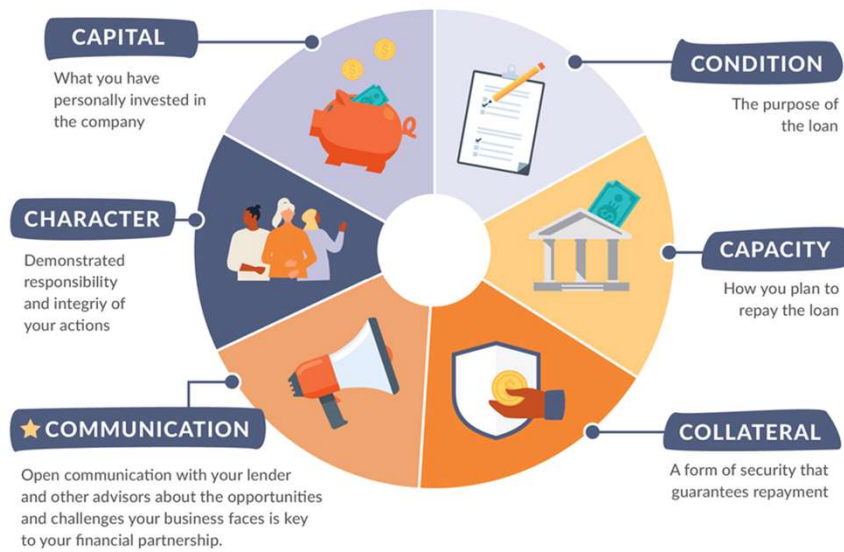 CAPITAL
What you have
personally invested in
the company
CONDITION
The purpose of
the loan
CHARACTER
Demonstrated
responsibility
and integriy of
your actions
CAPACITY
How you plan to
repay the loan
COMMUNICATION
Open communication with your lender
and other advisors about the opportunities
and challenges your business faces is key
to your financial partnership.
COLLATERAL
A form of security that
guarantees repayment